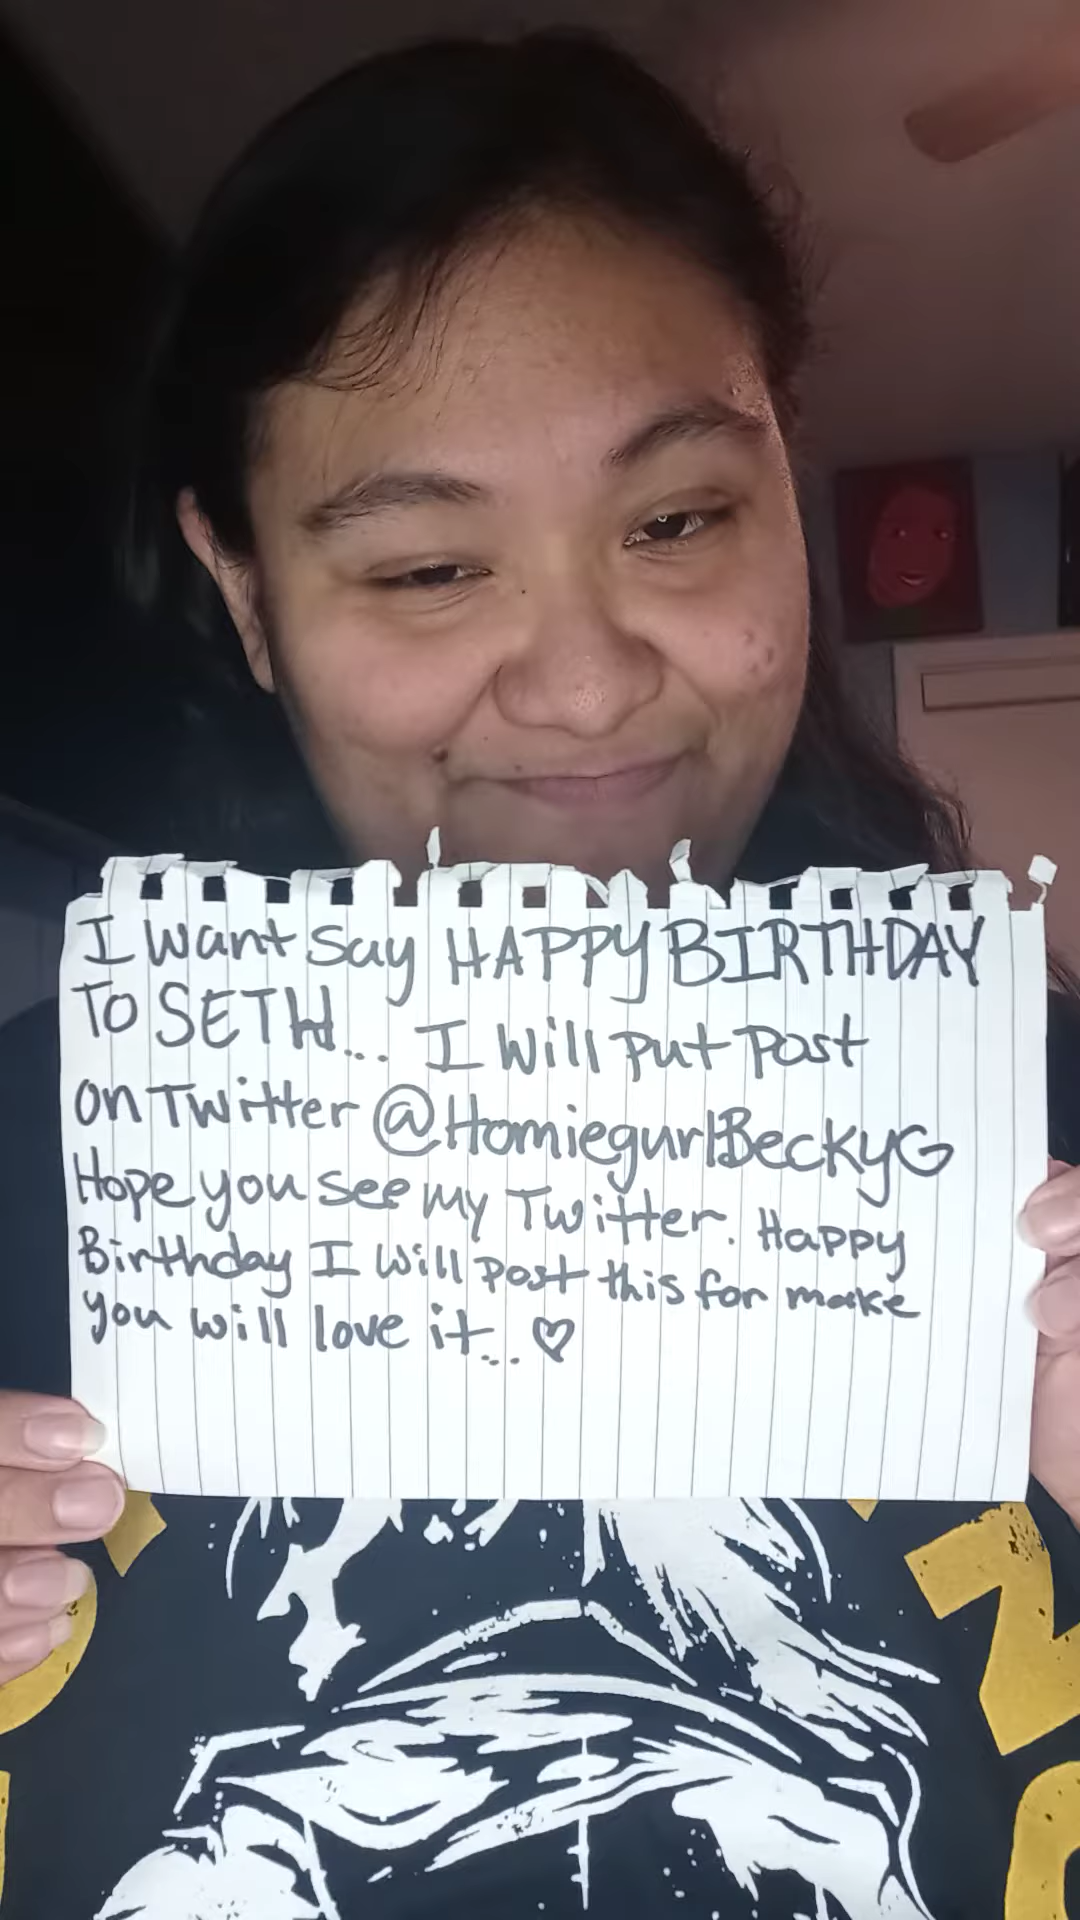 I want say HAPPY BIRTHDAY
To SETH... I will put post
on Twitter @HomiegurlBeckyG
Hope you see my Twitter. Happy
Birthday I will post this for make
you will love it... ♡